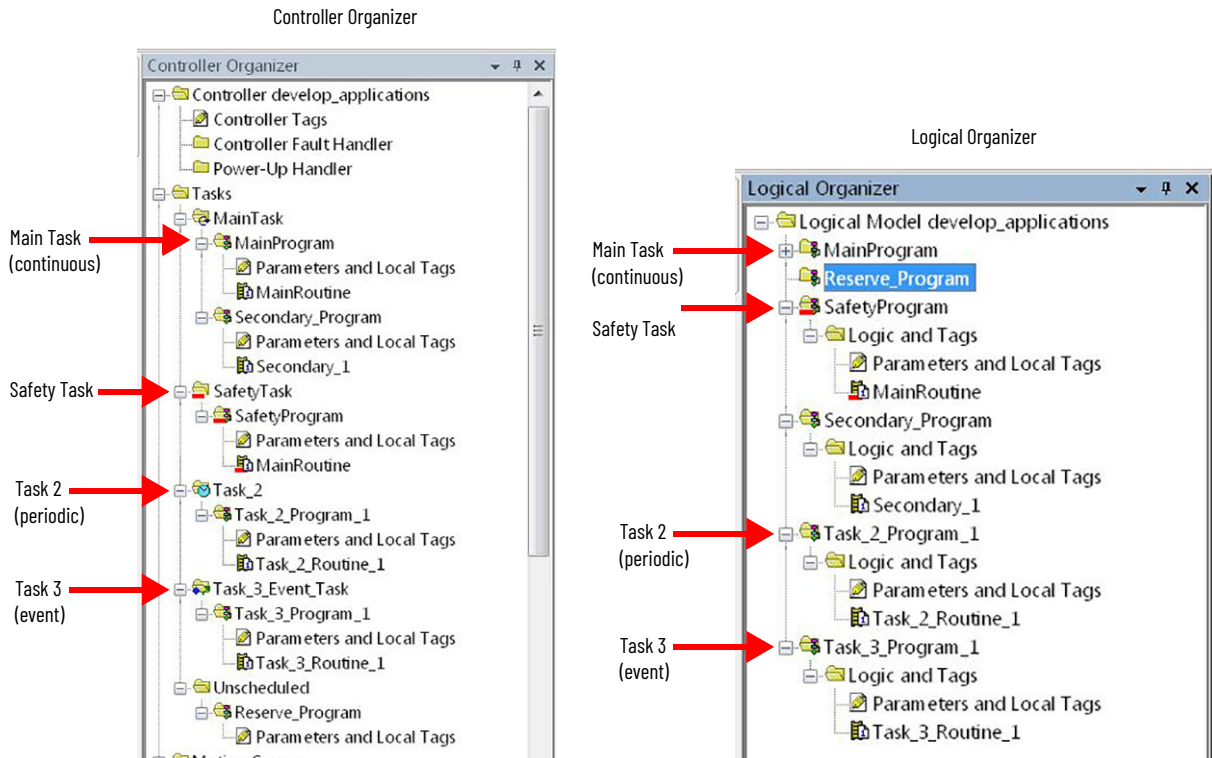 Controller Organizer
Controller Organizer
Controller develop_applications
Controller Tags
Controller Fault Handler
Power-Up Handler
Tasks
MainTask
Main Task
(continuous)
MainProgram
Parameters and Local Tags
MainRoutine
Secondary_Program
Parameters and Local Tags
Secondary_1
Safety Task
SafetyTask
SafetyProgram
Parameters and Local Tags
MainRoutine
Task 2
(periodic)
Task_2
Task_2_Program_1
Parameters and Local Tags
Task_2_Routine_1
Task 3
(event)
Task_3_Event_Task
Task_3_Program_1
Parameters and Local Tags
Task_3_Routine_1
Unscheduled
Reserve_Program
Parameters and Local Tags
Logical Organizer
Logical Organizer
Logical Model develop_applications
Main Task
(continuous)
MainProgram
Reserve_Program
Safety Task
SafetyProgram
Logic and Tags
Parameters and Local Tags
MainRoutine
Secondary_Program
Logic and Tags
Parameters and Local Tags
Secondary_1
Task 2
(periodic)
Task_2_Program_1
Logic and Tags
Parameters and Local Tags
Task_2_Routine_1
Task 3
(event)
Task_3_Program_1
Logic and Tags
Parameters and Local Tags
Task_3_Routine_1